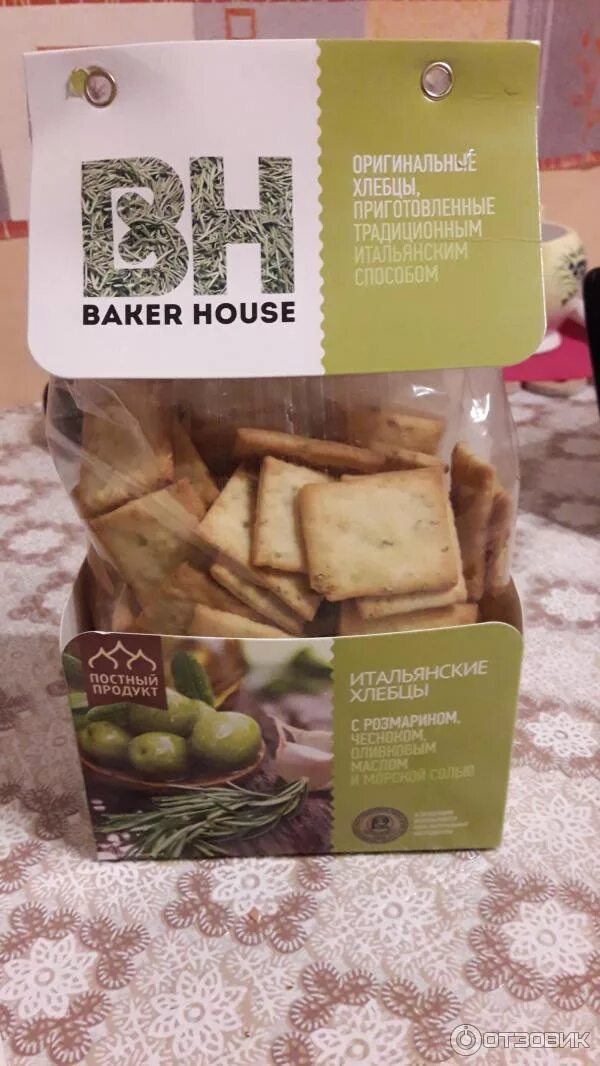 BH
BAKER HOUSE
ОРИГИНАЛЬНЫЕ
ХЛЕБЦЫ,
ПРИГОТОВЛЕННЫЕ
ТРАДИЦИОННЫМ
ИТАЛЬЯНСКИМ
СПОСОБОМ
ПОСТНЫЙ
ПРОДУКТ
ИТАЛЬЯНСКИЕ
ХЛЕБЦЫ
С РОЗМАРИНОМ,
ЧЕСНОКОМ,
ОЛИВКОВЫМ
МАСЛОМ
И МОРСКОЙ СОЛЬЮ
ОТЗОВИК